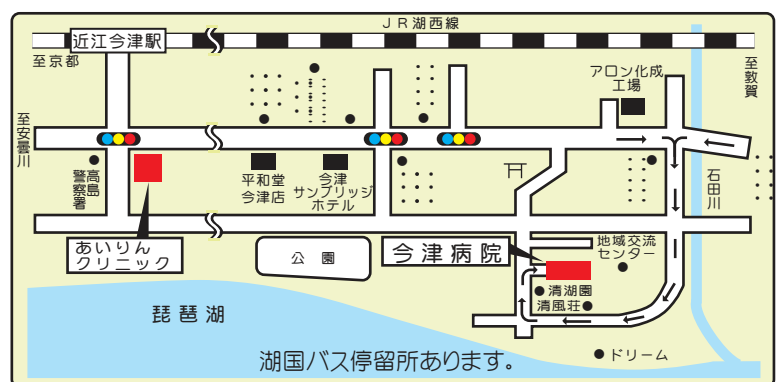 JR湖西線
近江今津駅
至京都
至敦賀
アロン化成
工場
至安曇川
高島
警察署
平和堂
今津店
今津
サンブリッジ
ホテル
石田川
あいりん
クリニック
公園
今津病院
地域交流
センター
清湖園
清風荘
琵琶湖
湖国バス停留所あります。
ドリーム